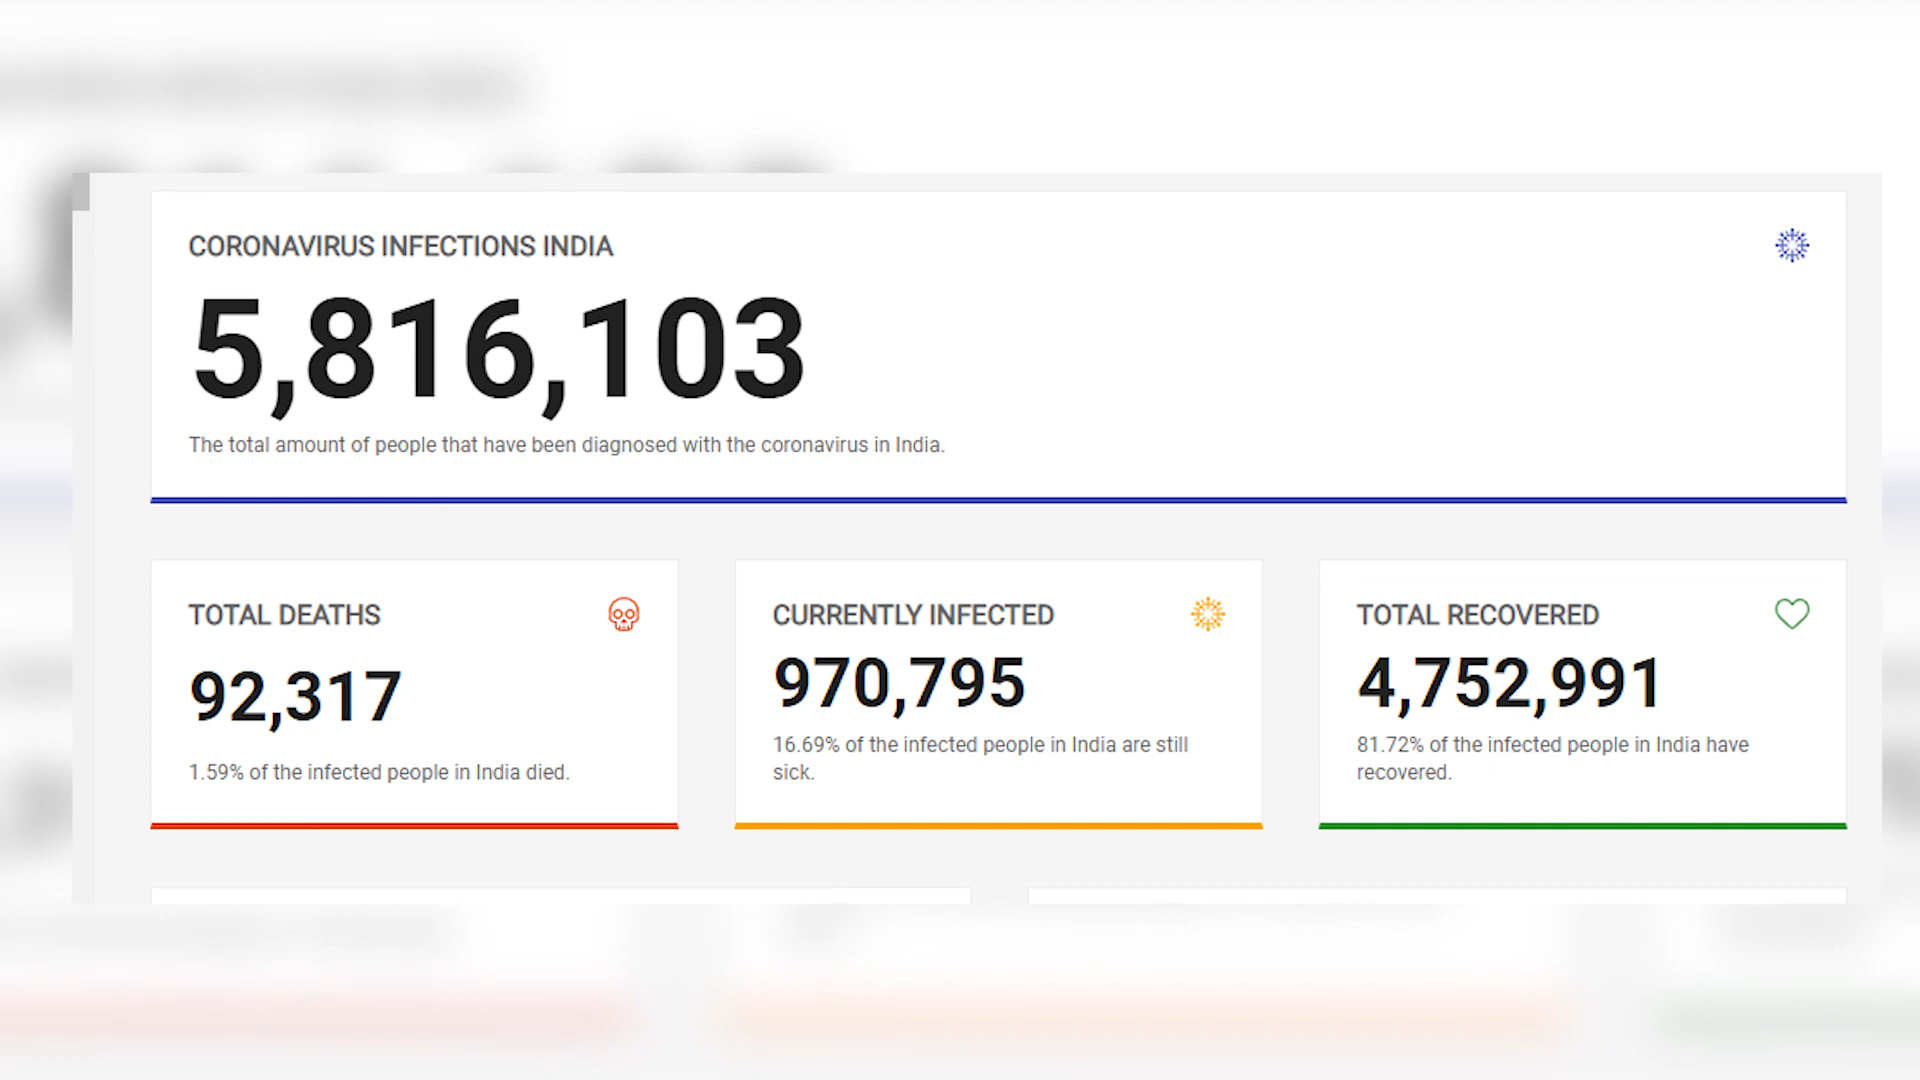 CORONAVIRUS INFECTIONS INDIA
5,816,103
The total amount of people that have been diagnosed with the coronavirus in India.
TOTAL DEATHS
92,317
1.59% of the infected people in India died.
CURRENTLY INFECTED
970,795
16.69% of the infected people in India are still
sick.
TOTAL RECOVERED
4,752,991
81.72% of the infected people in India have
recovered.